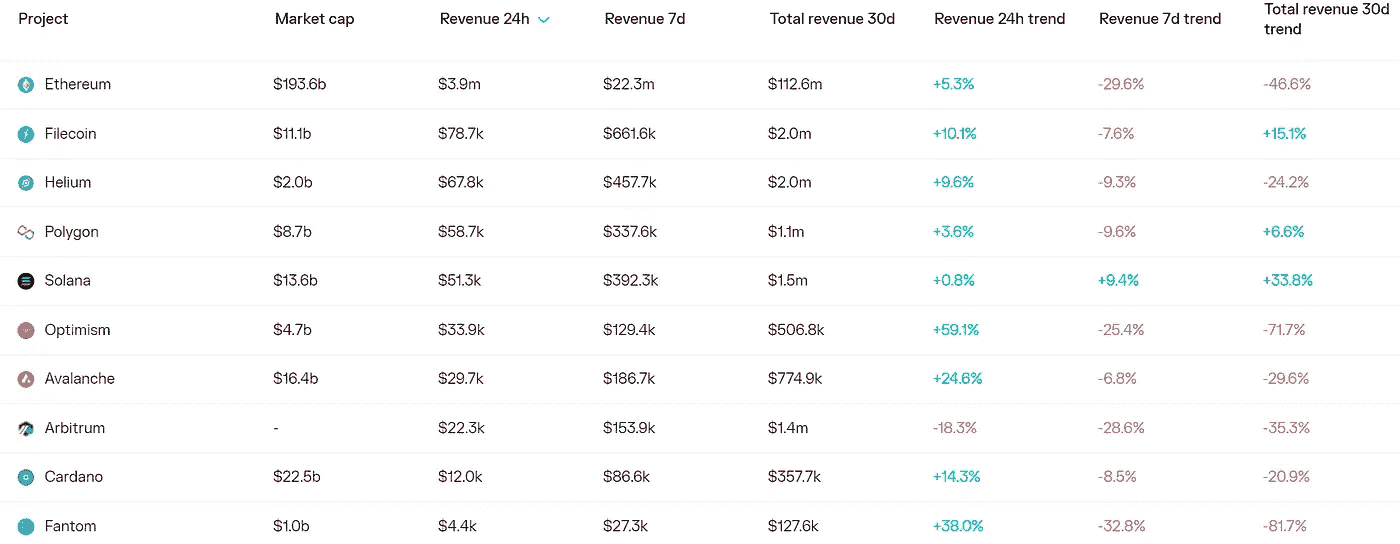 Project Market cap Revenue 24h Revenue 7d Total revenue 30d Revenue 24h trend Revenue 7d trend Total revenue 30d trend
Ethereum $193.6b $3.9m $22.3m $112.6m +5.3% -29.6% -46.6%
Filecoin $11.1b $78.7k $661.6k $2.0m +10.1% -7.6% +15.1%
Helium $2.0b $67.8k $457.7k $2.0m +9.6% -9.3% -24.2%
Polygon $8.7b $58.7k $337.6k $1.1m +3.6% -9.6% +6.6%
Solana $13.6b $51.3k $392.3k $1.5m +0.8% +9.4% +33.8%
Optimism $4.7b $33.9k $129.4k $506.8k +59.1% -25.4% -71.7%
Avalanche $16.4b $29.7k $186.7k $774.9k +24.6% -6.8% -29.6%
Arbitrum - $22.3k $153.9k $1.4m -18.3% -28.6% -35.3%
Cardano $22.5b $12.0k $86.6k $357.7k +14.3% -8.5% -20.9%
Fantom $1.0b $4.4k $27.3k $127.6k +38.0% -32.8% -81.7%